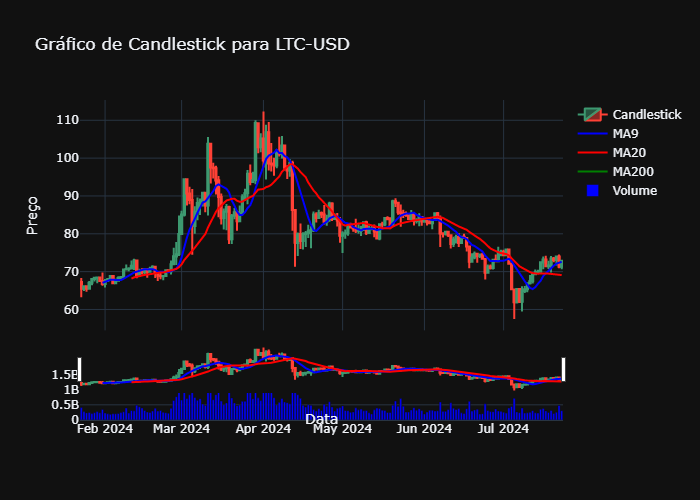 Gráfico de Candlestick para LTC-USD
Candlestick
MA9
MA20
MA200
Volume
Preço
110
100
90
80
70
60
1.5B
1B
0.5B
0
Data
Feb 2024 Mar 2024 Apr 2024 May 2024 Jun 2024 Jul 2024